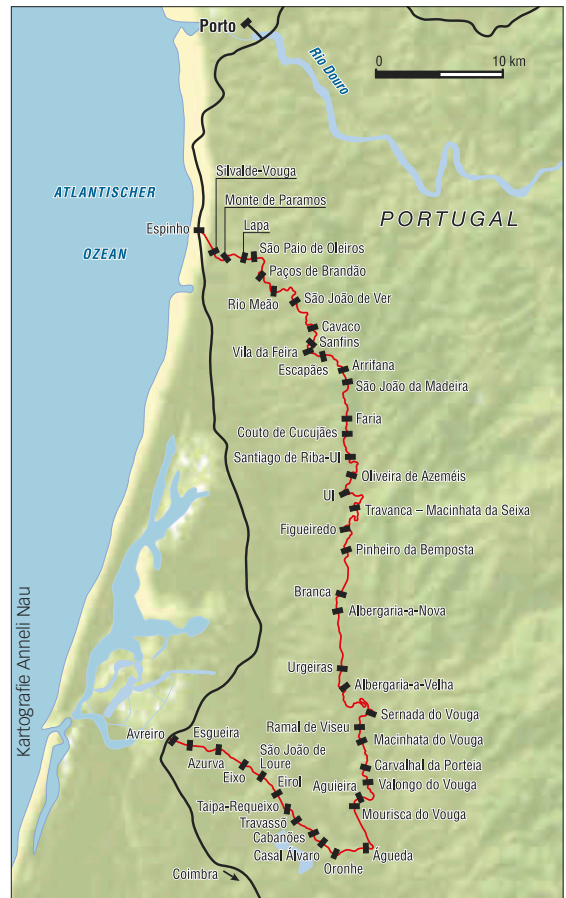 Porto
0 10 km
Rio Douro
ATLANTISCHER
OZEAN
PORTUGAL
Silvalde-Vouga
Monte de Paramos
Lapa
Espinho
São Paio de Oleiros
Paços de Brandão
Rio Meão
São João de Ver
Cavaco
Sanfins
Vila da Feira
Escapães
Arrifana
São João da Madeira
Faria
Couto de Cucujães
Santiago de Riba-Ul
Oliveira de Azeméis
Ul
Travanca – Macinhata da Seixa
Figueiredo
Pinheiro da Bemposta
Branca
Albergaria-a-Nova
Urgeiras
Albergaria-a-Velha
Sernada do Vouga
Ramal de Viseu
Macinhata do Vouga
Carvalhal da Porteia
Valongo do Vouga
Aguieira
Mourisca do Vouga
Águeda
Oronhe
Casal Álvaro
Cabanões
Travassô
Taipa-Requeixo
Eirol
São João de
Loure
Eixo
Azurva
Esgueira
Avreiro
Coimbra
Kartografie Anneli Nau